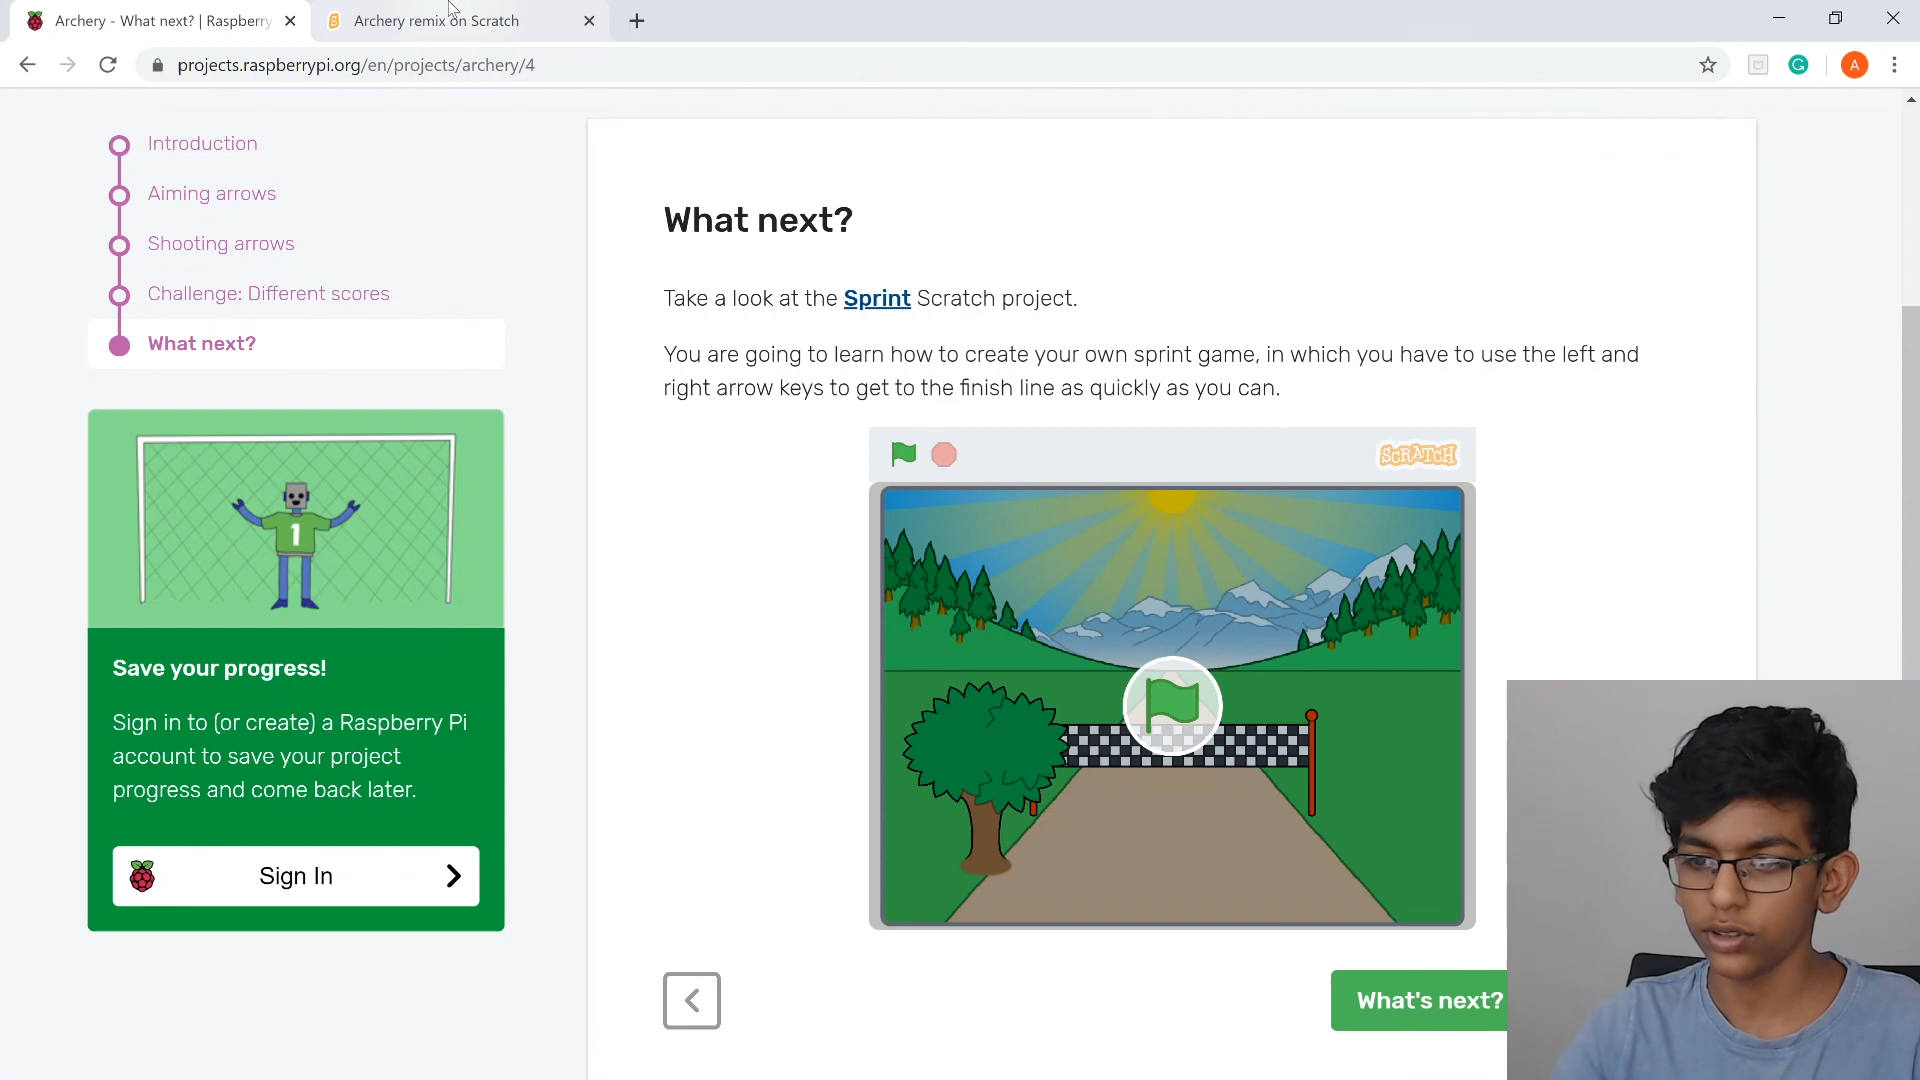 Archery - What next? | Raspberry
Archery remix on Scratch
projects.raspberrypi.org/en/projects/archery/4
A
Introduction
Aiming arrows
Shooting arrows
Challenge: Different scores
What next?
1
Save your progress!
Sign in to (or create) a Raspberry Pi
account to save your project
progress and come back later.
Sign In
What next?
Take a look at the Sprint Scratch project.
You are going to learn how to create your own sprint game, in which you have to use the left and
right arrow keys to get to the finish line as quickly as you can.
SCRATCH
What's next?